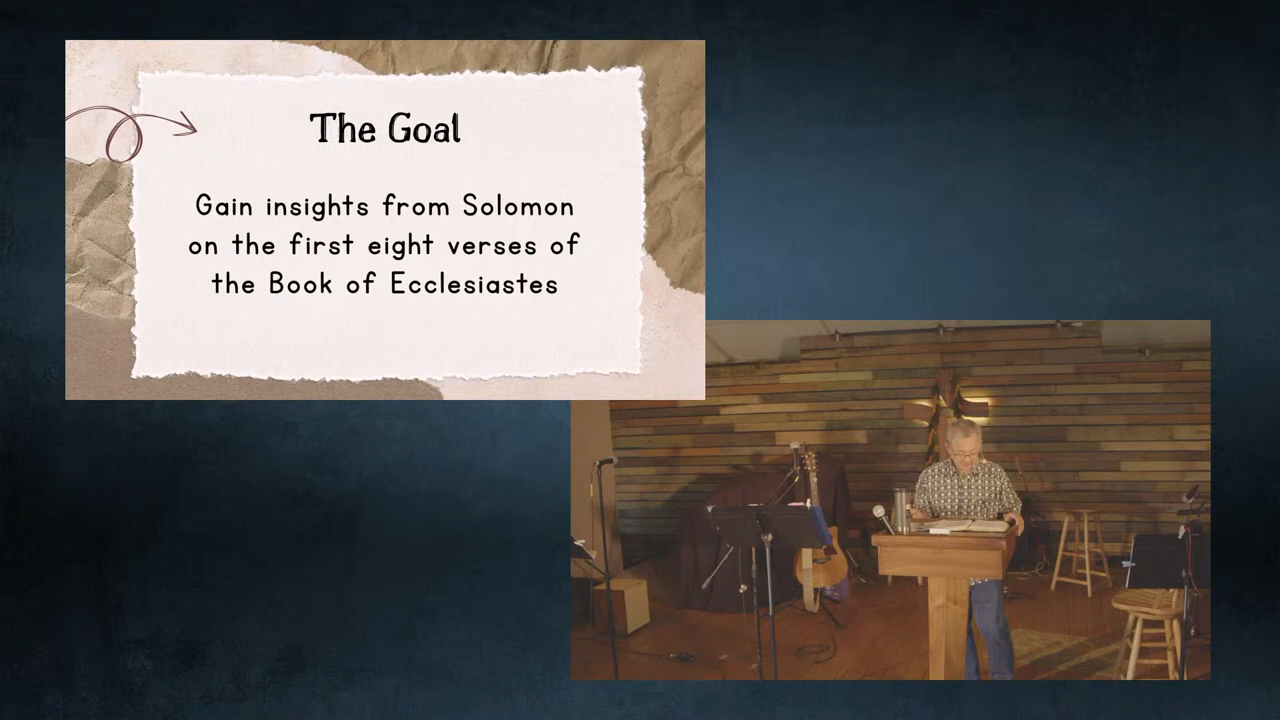 The Goal
Gain insights from Solomon
on the first eight verses of
the Book of Ecclesiastes